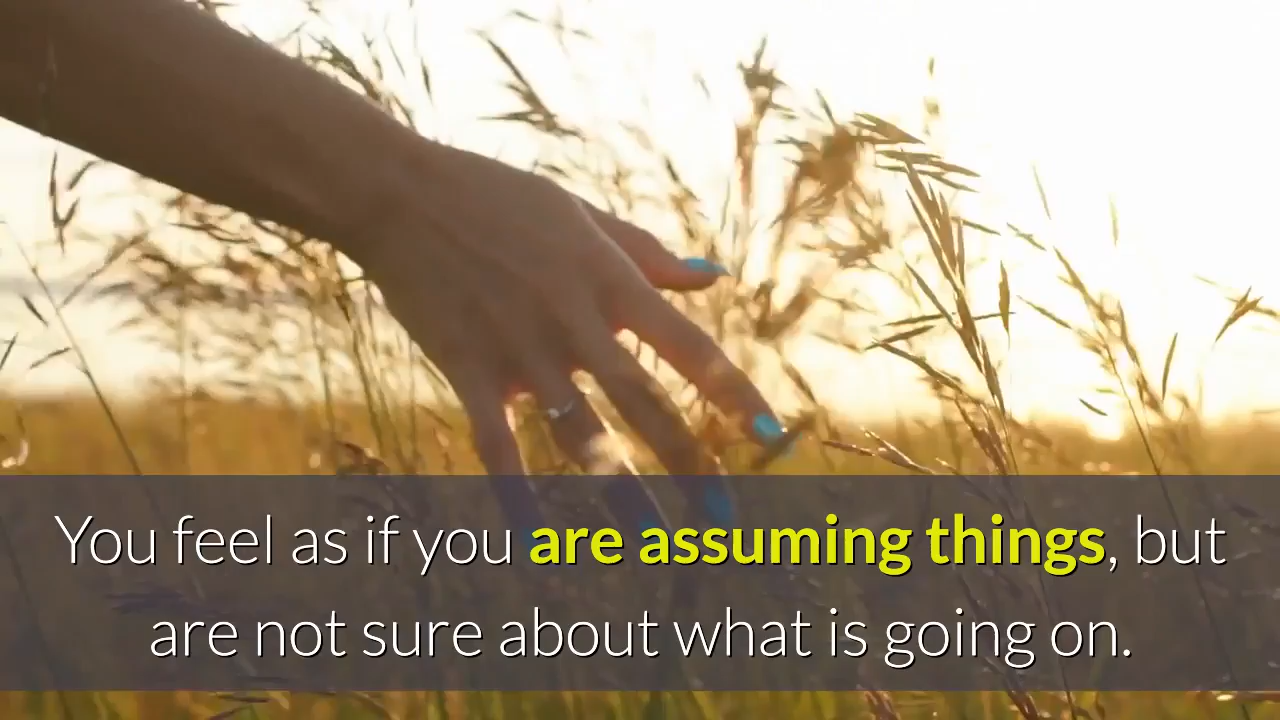 You feel as if you are assuming things, but
are not sure about what is going on.